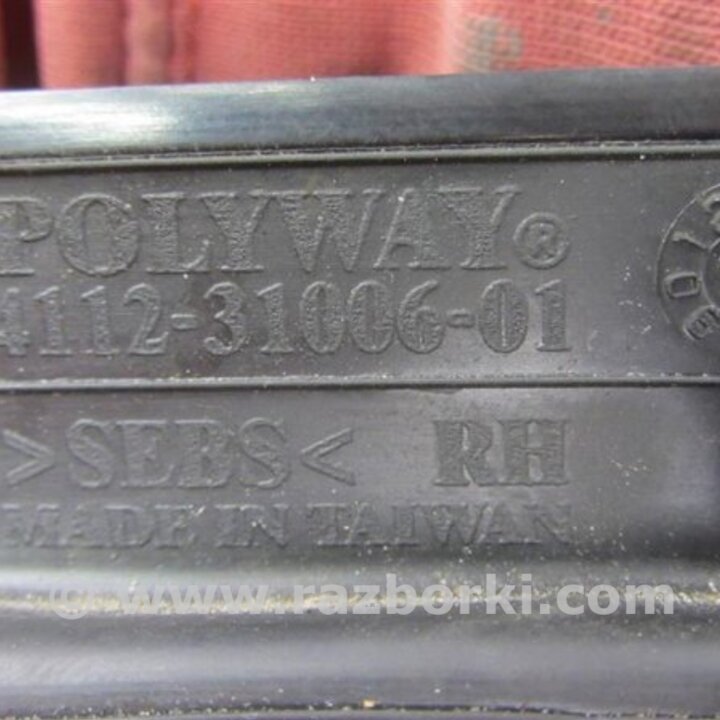 POLYWAY®
4112-31006-01
>SEBS< RH
MADE IN TAIWAN
© www.razborki.com